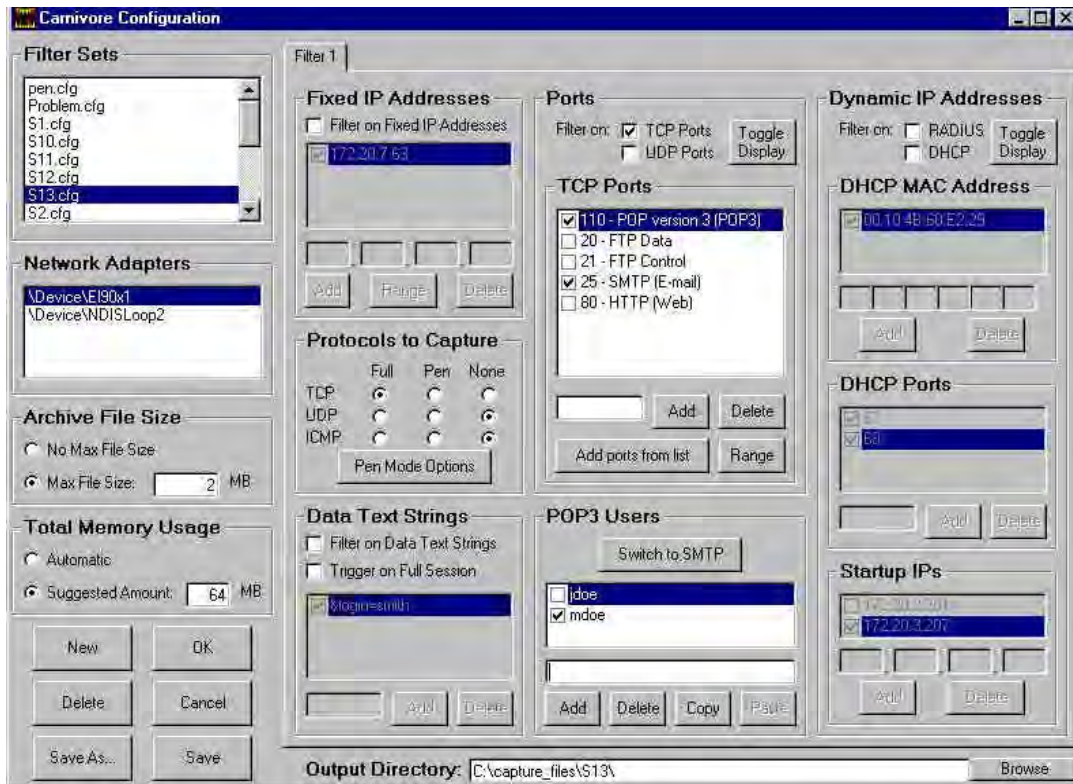 Carnivore Configuration
Filter Sets
pen.cfg
Problem.cfg
S1.cfg
S10.cfg
S11.cfg
S12.cfg
S13.cfg
S2.cfg
Network Adapters
\Device\El90x1
\Device\NDISLoop2
Archive File Size
No Max File Size
Max File Size: 2 MB
Total Memory Usage
Automatic
Suggested Amount: 64 MB
New OK
Delete Cancel
Save As... Save
Filter 1
Fixed IP Addresses
Filter on Fixed IP Addresses
172.20.7.63
Add Range Delete
Protocols to Capture
Full Pen None
TCP
UDP
ICMP
Pen Mode Options
Data Text Strings
Filter on Data Text Strings
Trigger on Full Session
&login=smith
Add Delete
Ports
Filter on: TCP Ports
UDP Ports
Toggle Display
TCP Ports
110 - POP version 3 (POP3)
20 - FTP Data
21 - FTP Control
25 - SMTP (E-mail)
80 - HTTP (Web)
Add Delete
Add ports from list Range
POP3 Users
Switch to SMTP
jdoe
mdoe
Add Delete Copy Paste
Dynamic IP Addresses
Filter on: RADIUS
DHCP
Toggle Display
DHCP MAC Address
00.10.4B.60.E2.29
Add Delete
DHCP Ports
68
Add Delete
Startup IPs
172.20.3.207
Add Delete
Output Directory: C:\capture_files\S13\ Browse